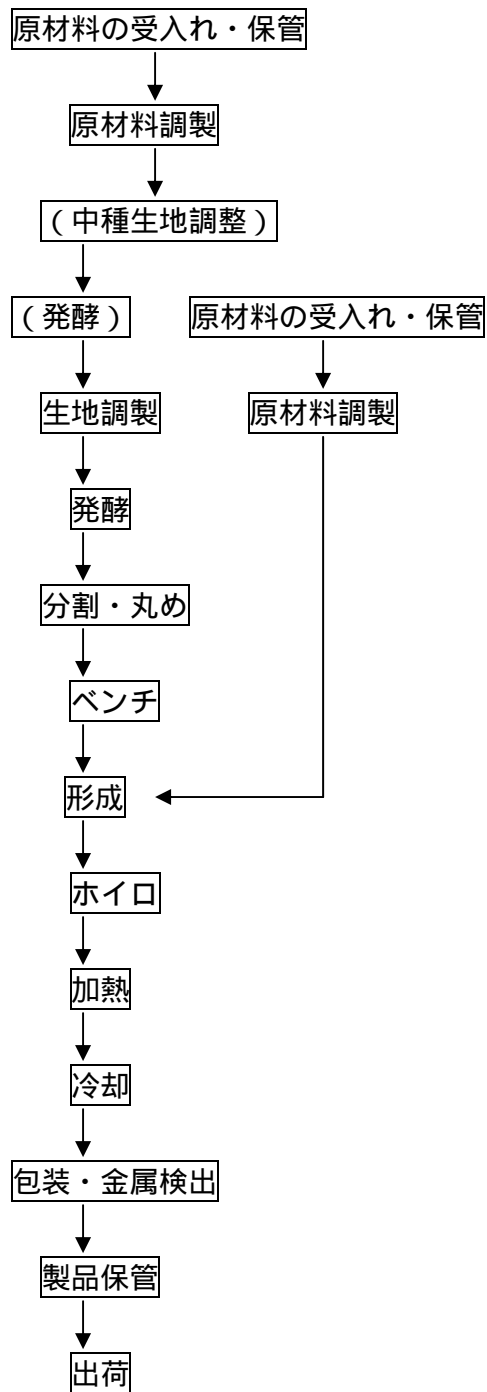 原材料の受入れ・保管
原材料調製
（中種生地調整）
（発酵） 原材料の受入れ・保管
生地調製 原材料調製
発酵
分割・丸め
ベンチ
形成
ホイロ
加熱
冷却
包装・金属検出
製品保管
出荷